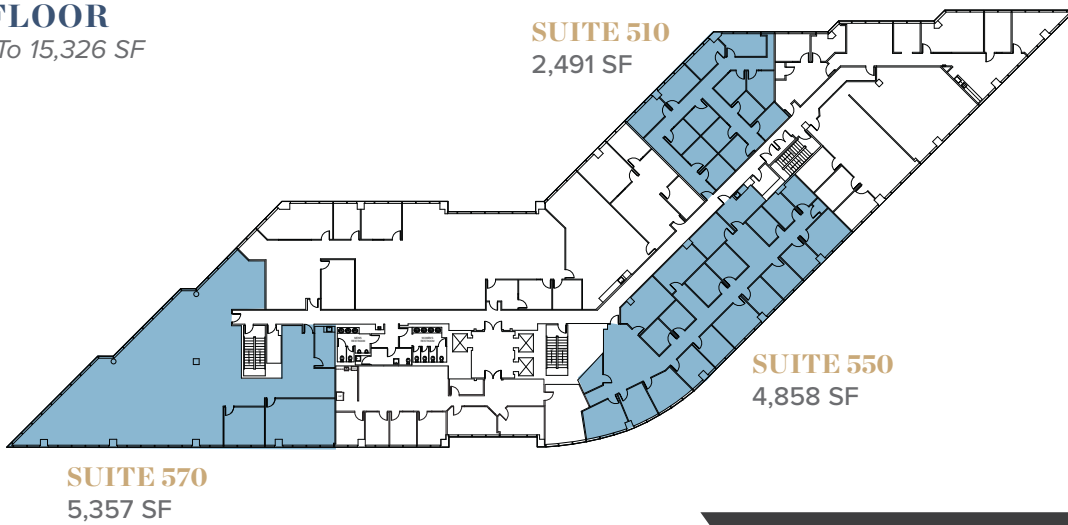 FLOOR
To 15,326 SF
SUITE 510
2,491 SF
SUITE 550
4,858 SF
SUITE 570
5,357 SF